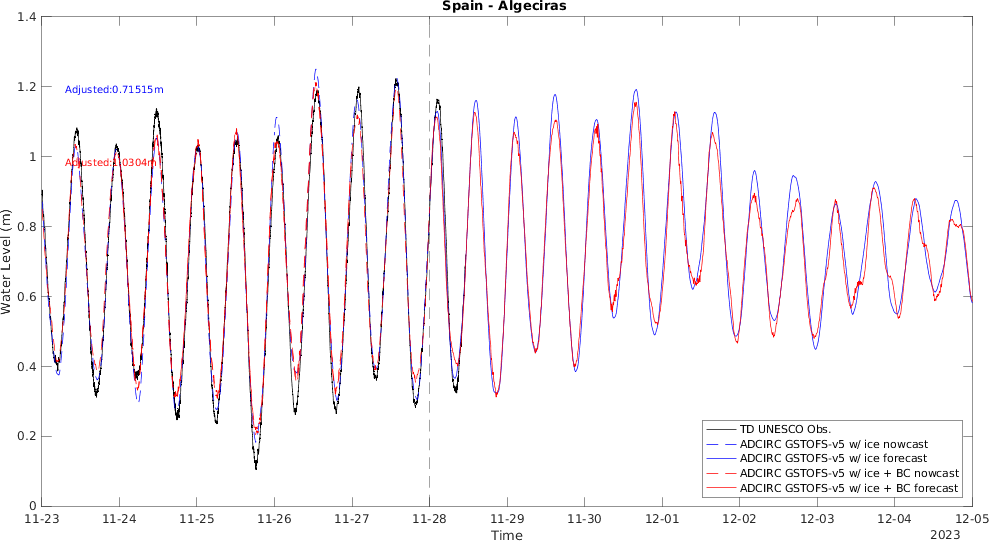 Spain - Algeciras
1.4
1.2
1
0.8
0.6
0.4
0.2
0
Water Level (m)
Adjusted:0.71515m
Adjusted:1.0304m
TD UNESCO Obs.
ADCIRC GSTOFS-v5 w/ ice nowcast
ADCIRC GSTOFS-v5 w/ ice forecast
ADCIRC GSTOFS-v5 w/ ice + BC nowcast
ADCIRC GSTOFS-v5 w/ ice + BC forecast
11-23 11-24 11-25 11-26 11-27 11-28 11-29 11-30 12-01 12-02 12-03 12-04 12-05
Time
2023